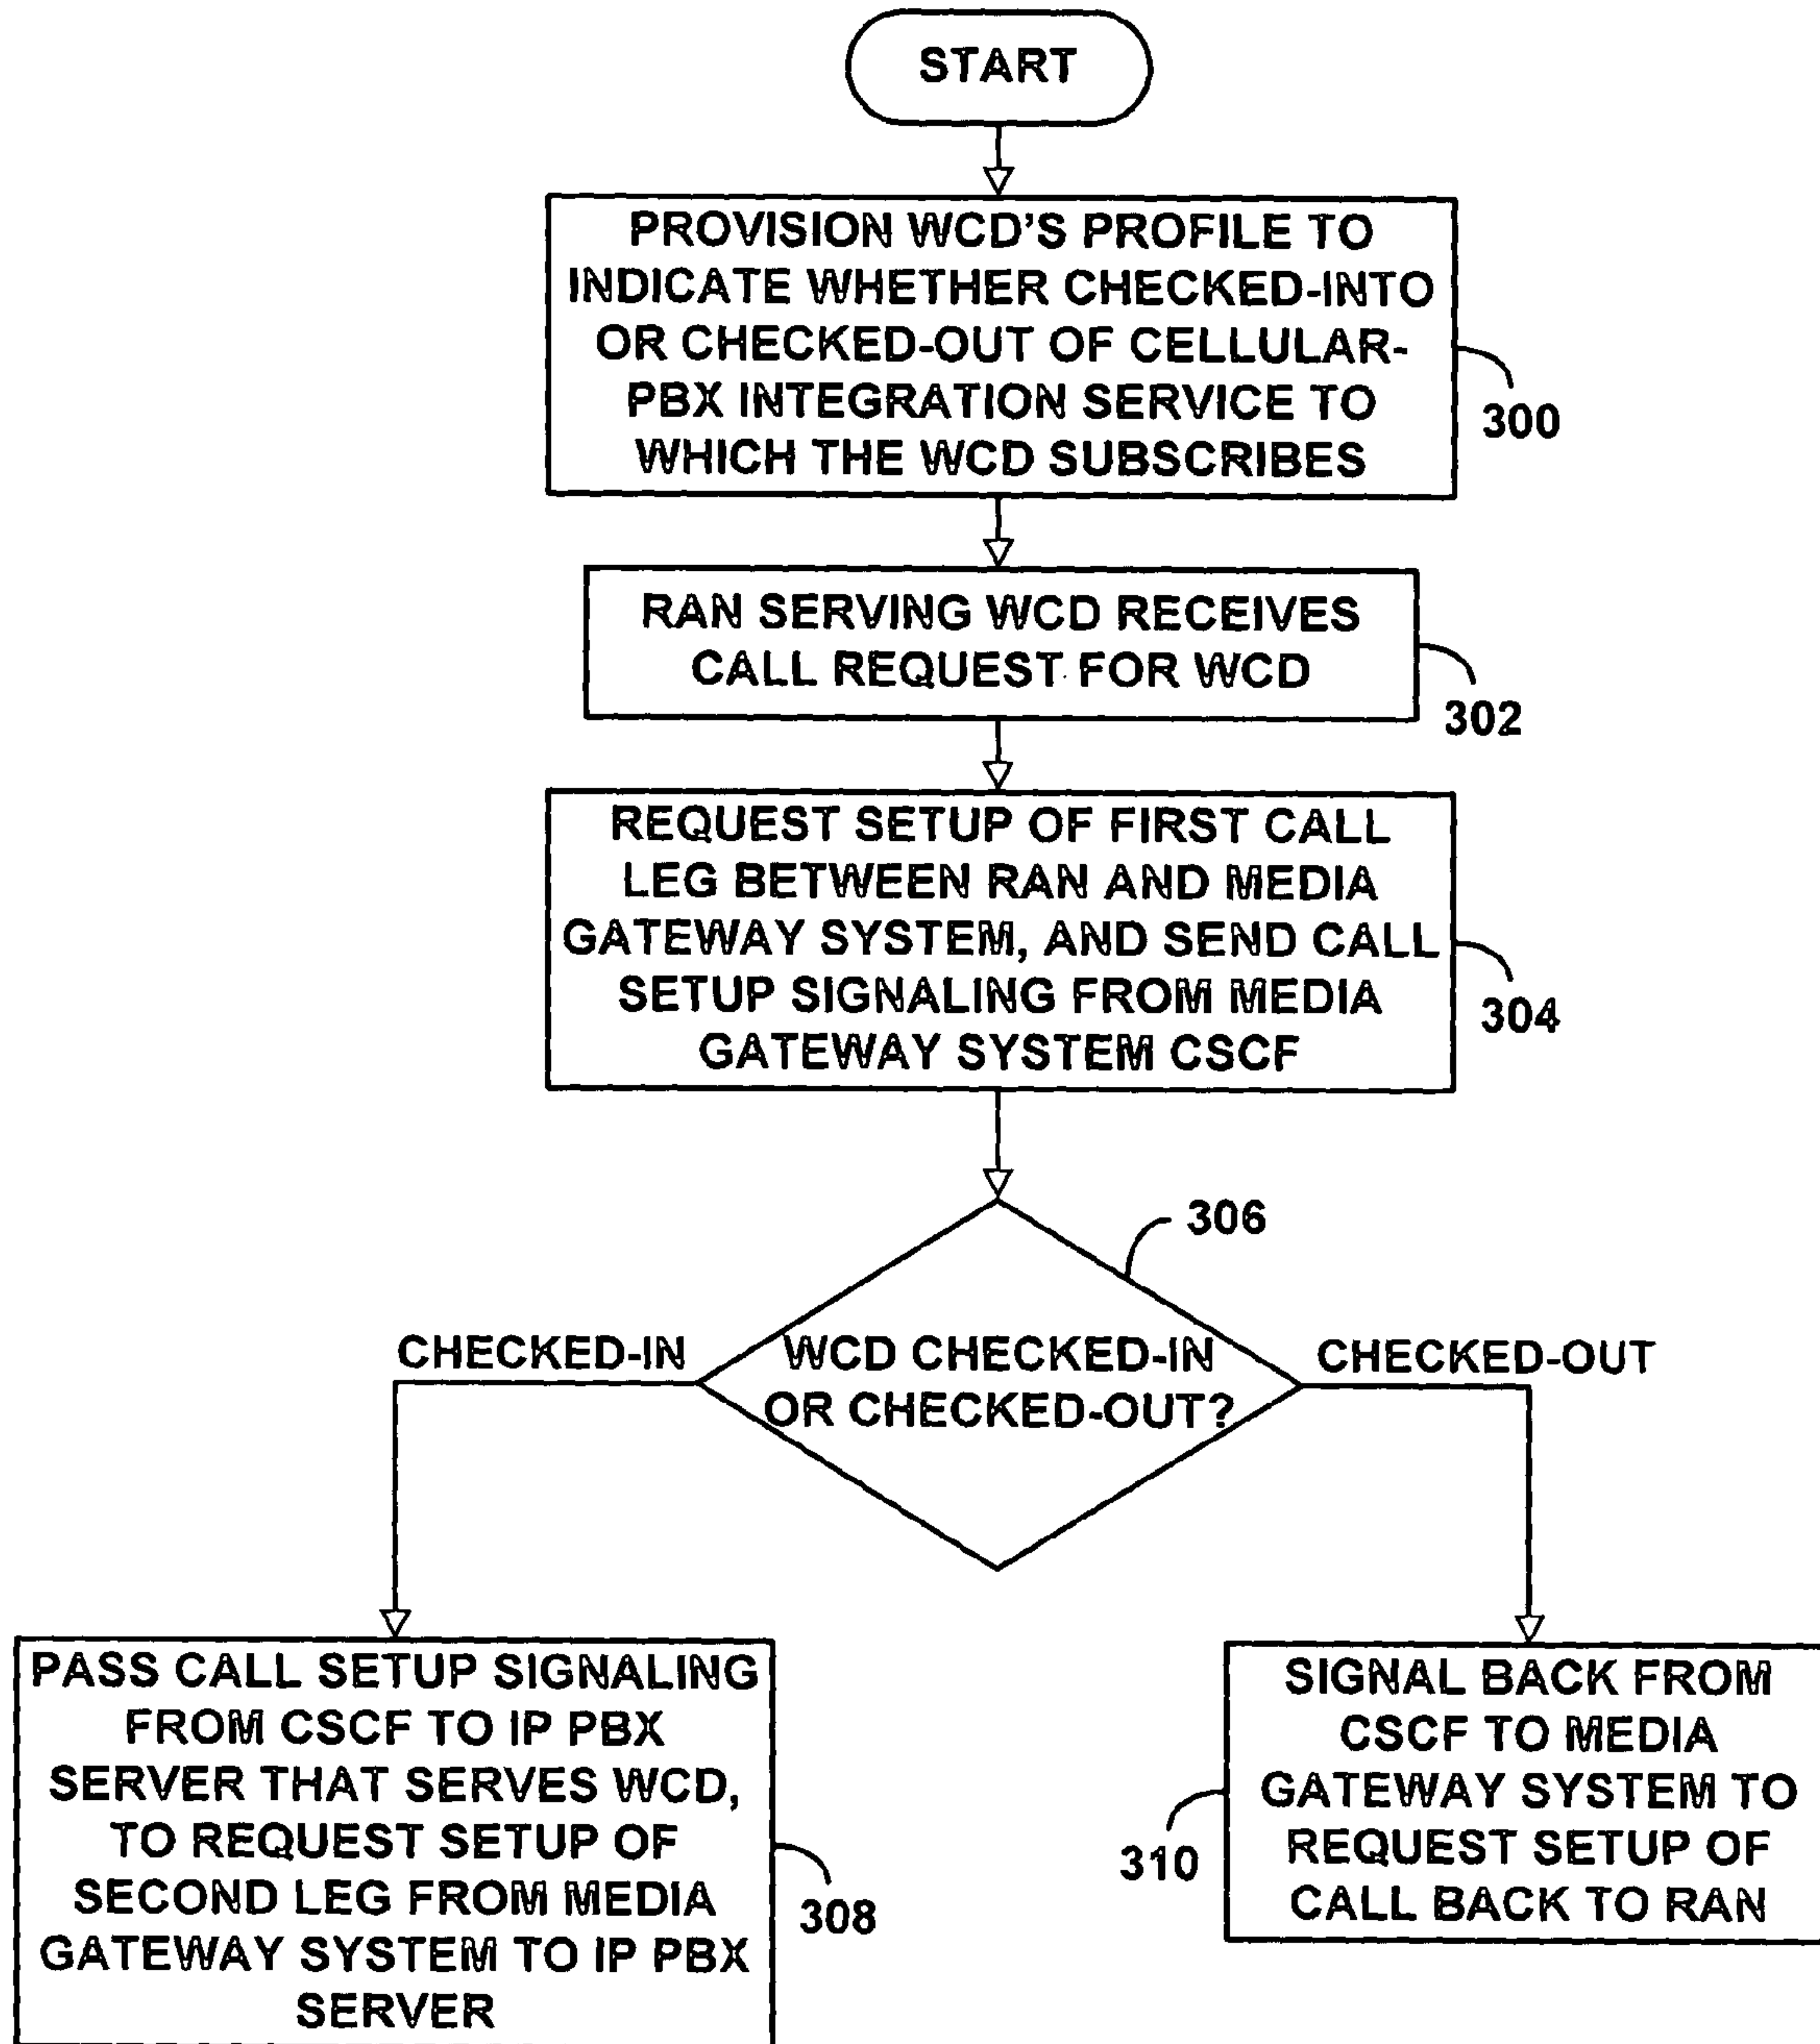 START
PROVISION WCD'S PROFILE TO
INDICATE WHETHER CHECKED-INTO
OR CHECKED-OUT OF CELLULAR-
PBX INTEGRATION SERVICE TO
WHICH THE WCD SUBSCRIBES
300
RAN SERVING WCD RECEIVES
CALL REQUEST FOR WCD
302
REQUEST SETUP OF FIRST CALL
LEG BETWEEN RAN AND MEDIA
GATEWAY SYSTEM, AND SEND CALL
SETUP SIGNALING FROM MEDIA
GATEWAY SYSTEM CSCF
304
306
CHECKED-IN
WCD CHECKED-IN
OR CHECKED-OUT?
CHECKED-OUT
PASS CALL SETUP SIGNALING
FROM CSCF TO IP PBX
SERVER THAT SERVES WCD,
TO REQUEST SETUP OF
SECOND LEG FROM MEDIA
GATEWAY SYSTEM TO IP PBX
SERVER
308
SIGNAL BACK FROM
CSCF TO MEDIA
GATEWAY SYSTEM TO
REQUEST SETUP OF
CALL BACK TO RAN
310